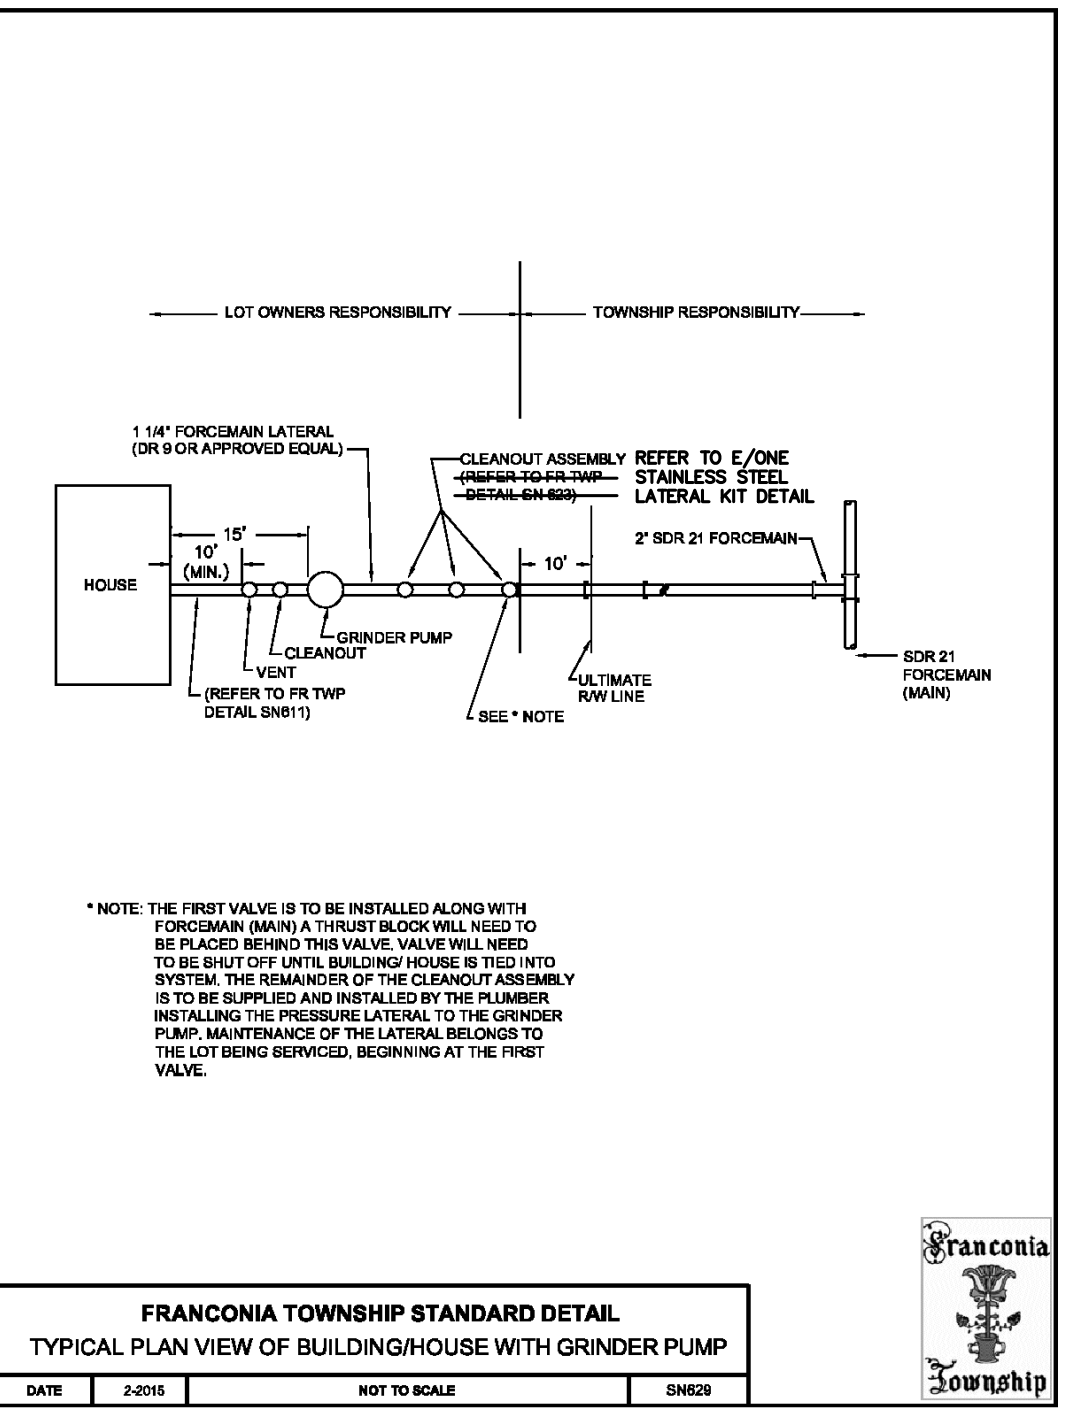 LOT OWNERS RESPONSIBILITY
TOWNSHIP RESPONSIBILITY
1 1/4" FORCEMAIN LATERAL
(DR 9 OR APPROVED EQUAL)
CLEANOUT ASSEMBLY
(REFER TO FR TWP
DETAIL SN 623)
REFER TO E/ONE
STAINLESS STEEL
LATERAL KIT DETAIL
15'
10'
(MIN.)
10'
2" SDR 21 FORCEMAIN
HOUSE
GRINDER PUMP
CLEANOUT
VENT
(REFER TO FR TWP
DETAIL SN611)
SEE * NOTE
ULTIMATE
R/W LINE
SDR 21
FORCEMAIN
(MAIN)
* NOTE: THE FIRST VALVE IS TO BE INSTALLED ALONG WITH
FORCEMAIN (MAIN) A THRUST BLOCK WILL NEED TO
BE PLACED BEHIND THIS VALVE. VALVE WILL NEED
TO BE SHUT OFF UNTIL BUILDING/ HOUSE IS TIED INTO
SYSTEM. THE REMAINDER OF THE CLEANOUT ASSEMBLY
IS TO BE SUPPLIED AND INSTALLED BY THE PLUMBER
INSTALLING THE PRESSURE LATERAL TO THE GRINDER
PUMP. MAINTENANCE OF THE LATERAL BELONGS TO
THE LOT BEING SERVICED, BEGINNING AT THE FIRST
VALVE.
Franconia
Township
FRANCONIA TOWNSHIP STANDARD DETAIL
TYPICAL PLAN VIEW OF BUILDING/HOUSE WITH GRINDER PUMP
DATE
2-2015
NOT TO SCALE
SN629